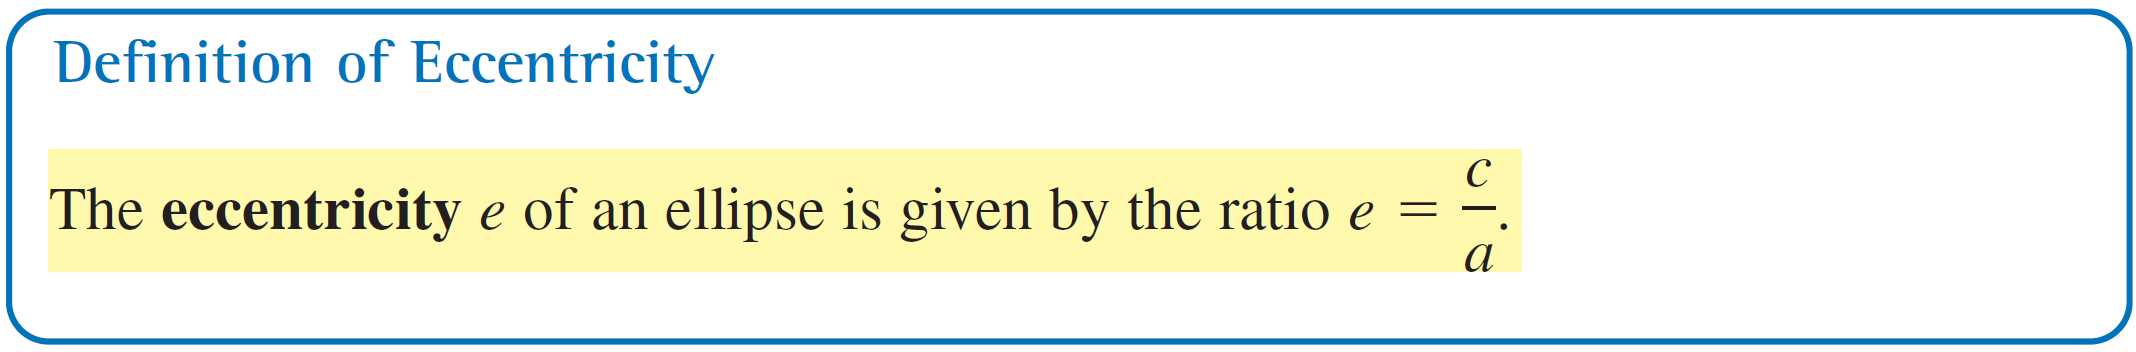 Definition of Eccentricity
The eccentricity e of an ellipse is given by the ratio e = c/a.